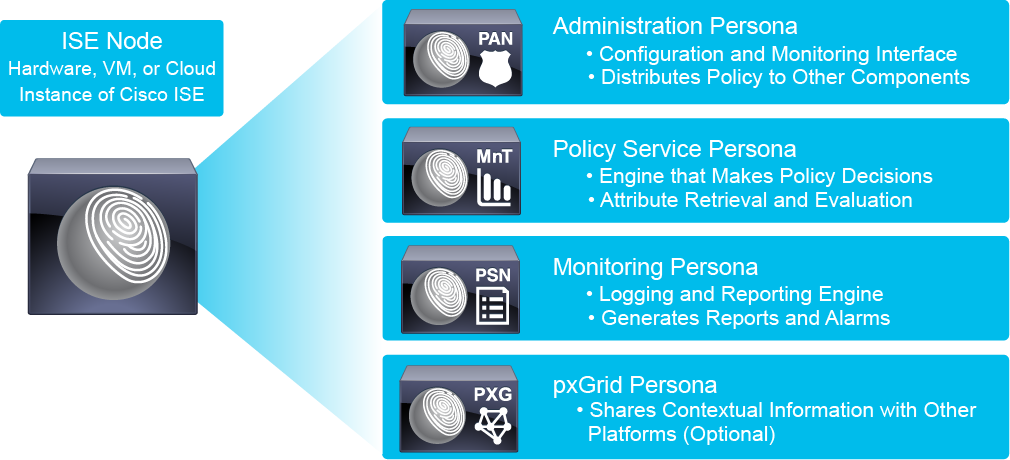 ISE Node
Hardware, VM, or Cloud
Instance of Cisco ISE
PAN
Administration Persona
• Configuration and Monitoring Interface
• Distributes Policy to Other Components
MnT
Policy Service Persona
• Engine that Makes Policy Decisions
• Attribute Retrieval and Evaluation
PSN
Monitoring Persona
• Logging and Reporting Engine
• Generates Reports and Alarms
PXG
pxGrid Persona
• Shares Contextual Information with Other
Platforms (Optional)